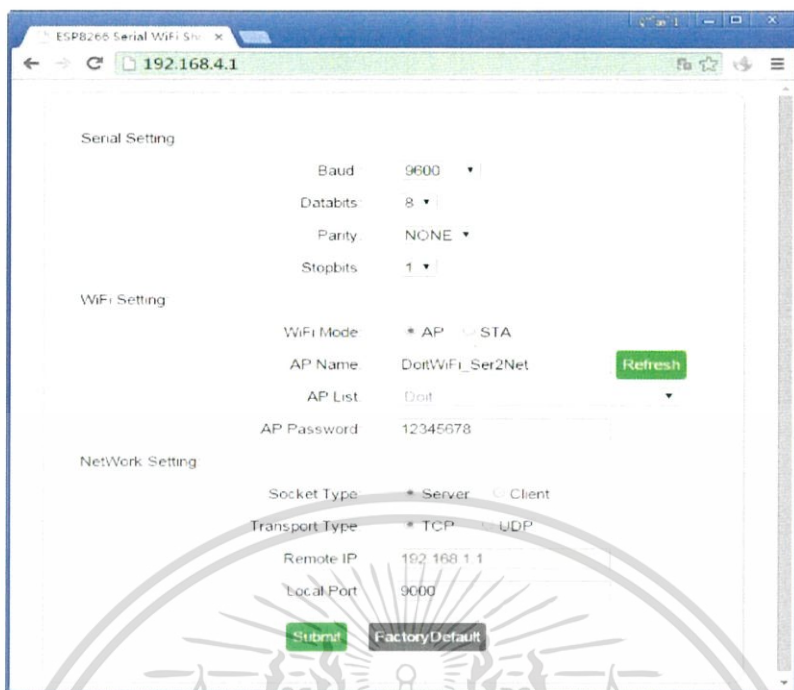 ESP8266 Serial WiFi Shi
192.168.4.1
Serial Setting
Baud: 9600
Databits: 8
Parity: NONE
Stopbits: 1
WiFi Setting
WiFi Mode: AP STA
AP Name: DoitWiFi_Ser2Net Refresh
AP List: Doit
AP Password: 12345678
NetWork Setting
Socket Type Server Client
Transport Type TCP UDP
Remote IP 192.168.1.1
Local Port 9000
Submit FactoryDefault